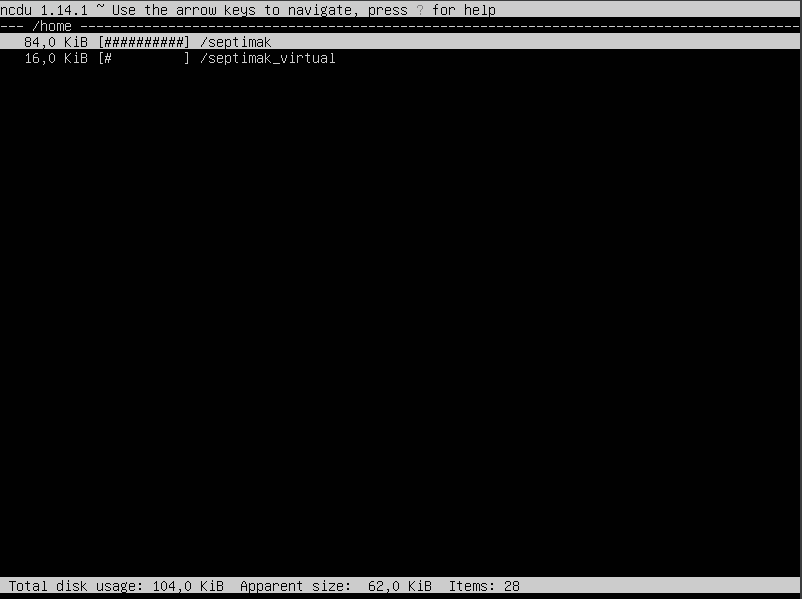 ncdu 1.14.1 ~ Use the arrow keys to navigate, press ? for help
--- /home ------------------------------------------------------------------------------------------
84,0 KiB [##########] /septimak
16,0 KiB [#         ] /septimak_virtual
Total disk usage: 104,0 KiB  Apparent size:  62,0 KiB  Items: 28